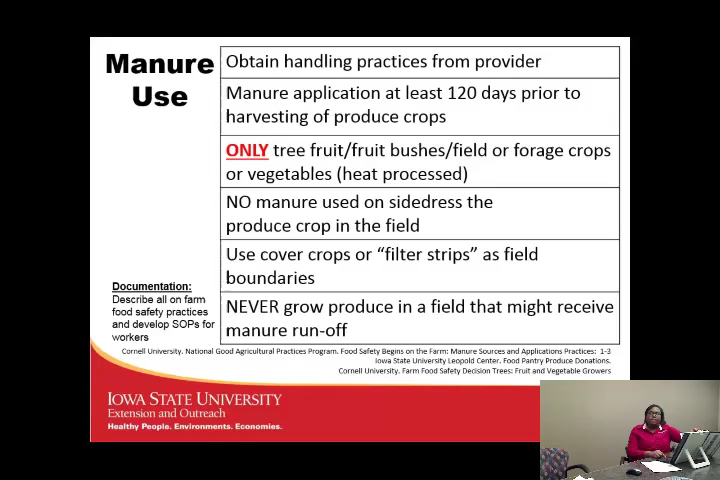 Manure
Use
Obtain handling practices from provider
Manure application at least 120 days prior to
harvesting of produce crops
ONLY tree fruit/fruit bushes/field or forage crops
or vegetables (heat processed)
NO manure used on sidedress the
produce crop in the field
Use cover crops or “filter strips” as field
boundaries
NEVER grow produce in a field that might receive
manure run-off
Documentation:
Describe all on farm
food safety practices
and develop SOPs for
workers
Cornell University. National Good Agricultural Practices Program. Food Safety Begins on the Farm: Manure Sources and Applications Practices: 1-3
Iowa State University Leopold Center. Food Pantry Produce Donations.
Cornell University. Farm Food Safety Decision Trees: Fruit and Vegetable Growers
IOWA STATE UNIVERSITY
Extension and Outreach
Healthy People. Environments. Economies.